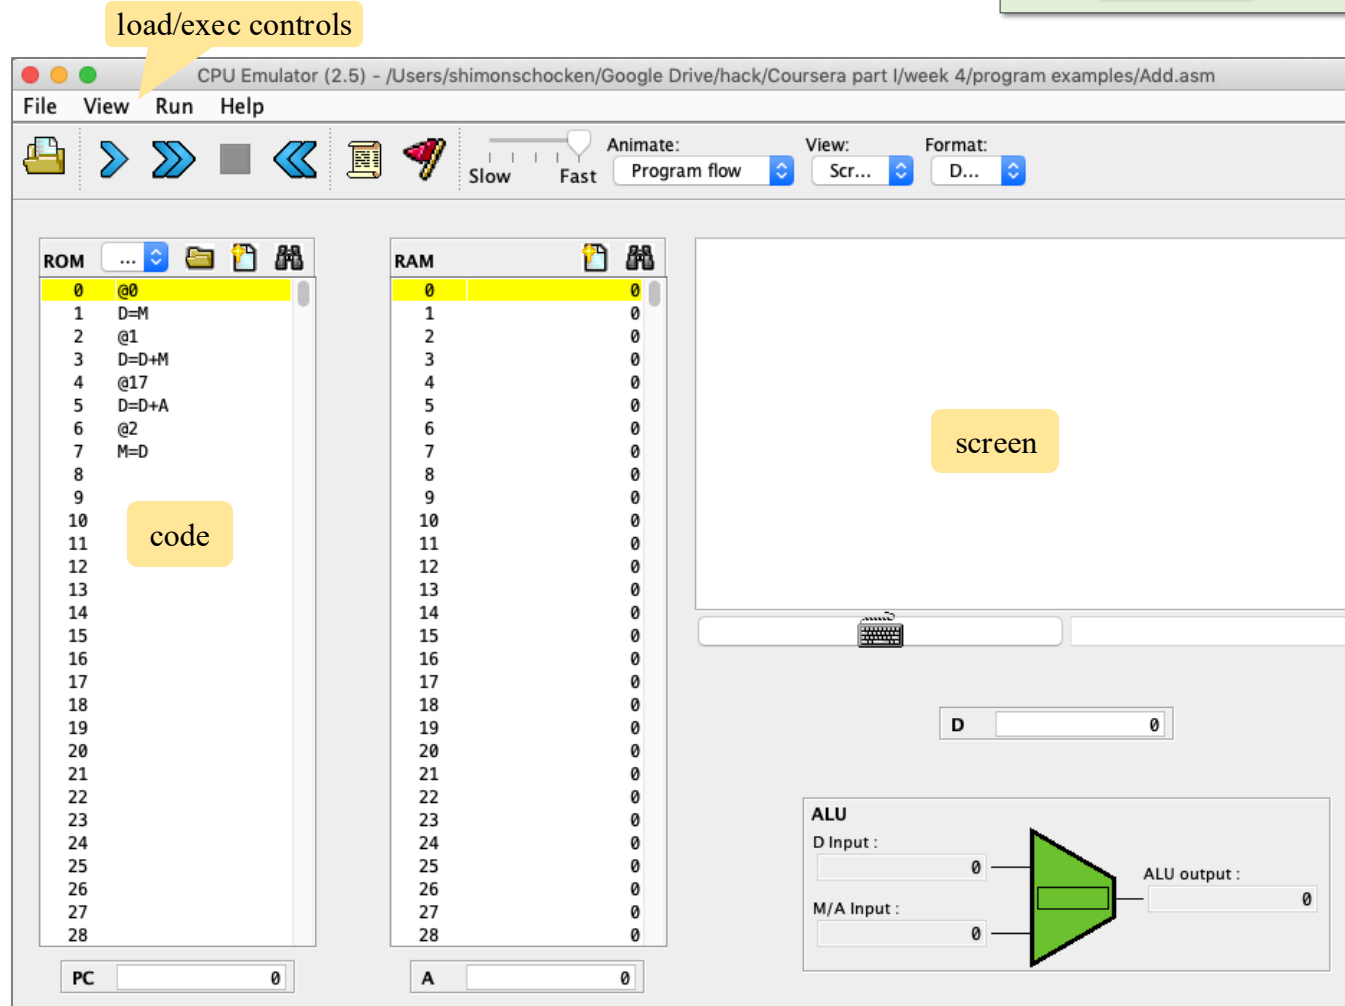 load/exec controls
CPU Emulator (2.5) - /Users/shimonschocken/Google Drive/hack/Coursera part I/week 4/program examples/Add.asm
File View Run Help
Animate: View: Format:
Slow Fast Program flow Scr... D...
ROM ...
0 @0
1 D=M
2 @1
3 D=D+M
4 @17
5 D=D+A
6 @2
7 M=D
8
9
10
11
12
13
14
15
16
17
18
19
20
21
22
23
24
25
26
27
28
code
PC 0
RAM
0 0
1 0
2 0
3 0
4 0
5 0
6 0
7 0
8 0
9 0
10 0
11 0
12 0
13 0
14 0
15 0
16 0
17 0
18 0
19 0
20 0
21 0
22 0
23 0
24 0
25 0
26 0
27 0
28 0
A 0
screen
D 0
ALU
D Input :
0
M/A Input :
0
ALU output :
0